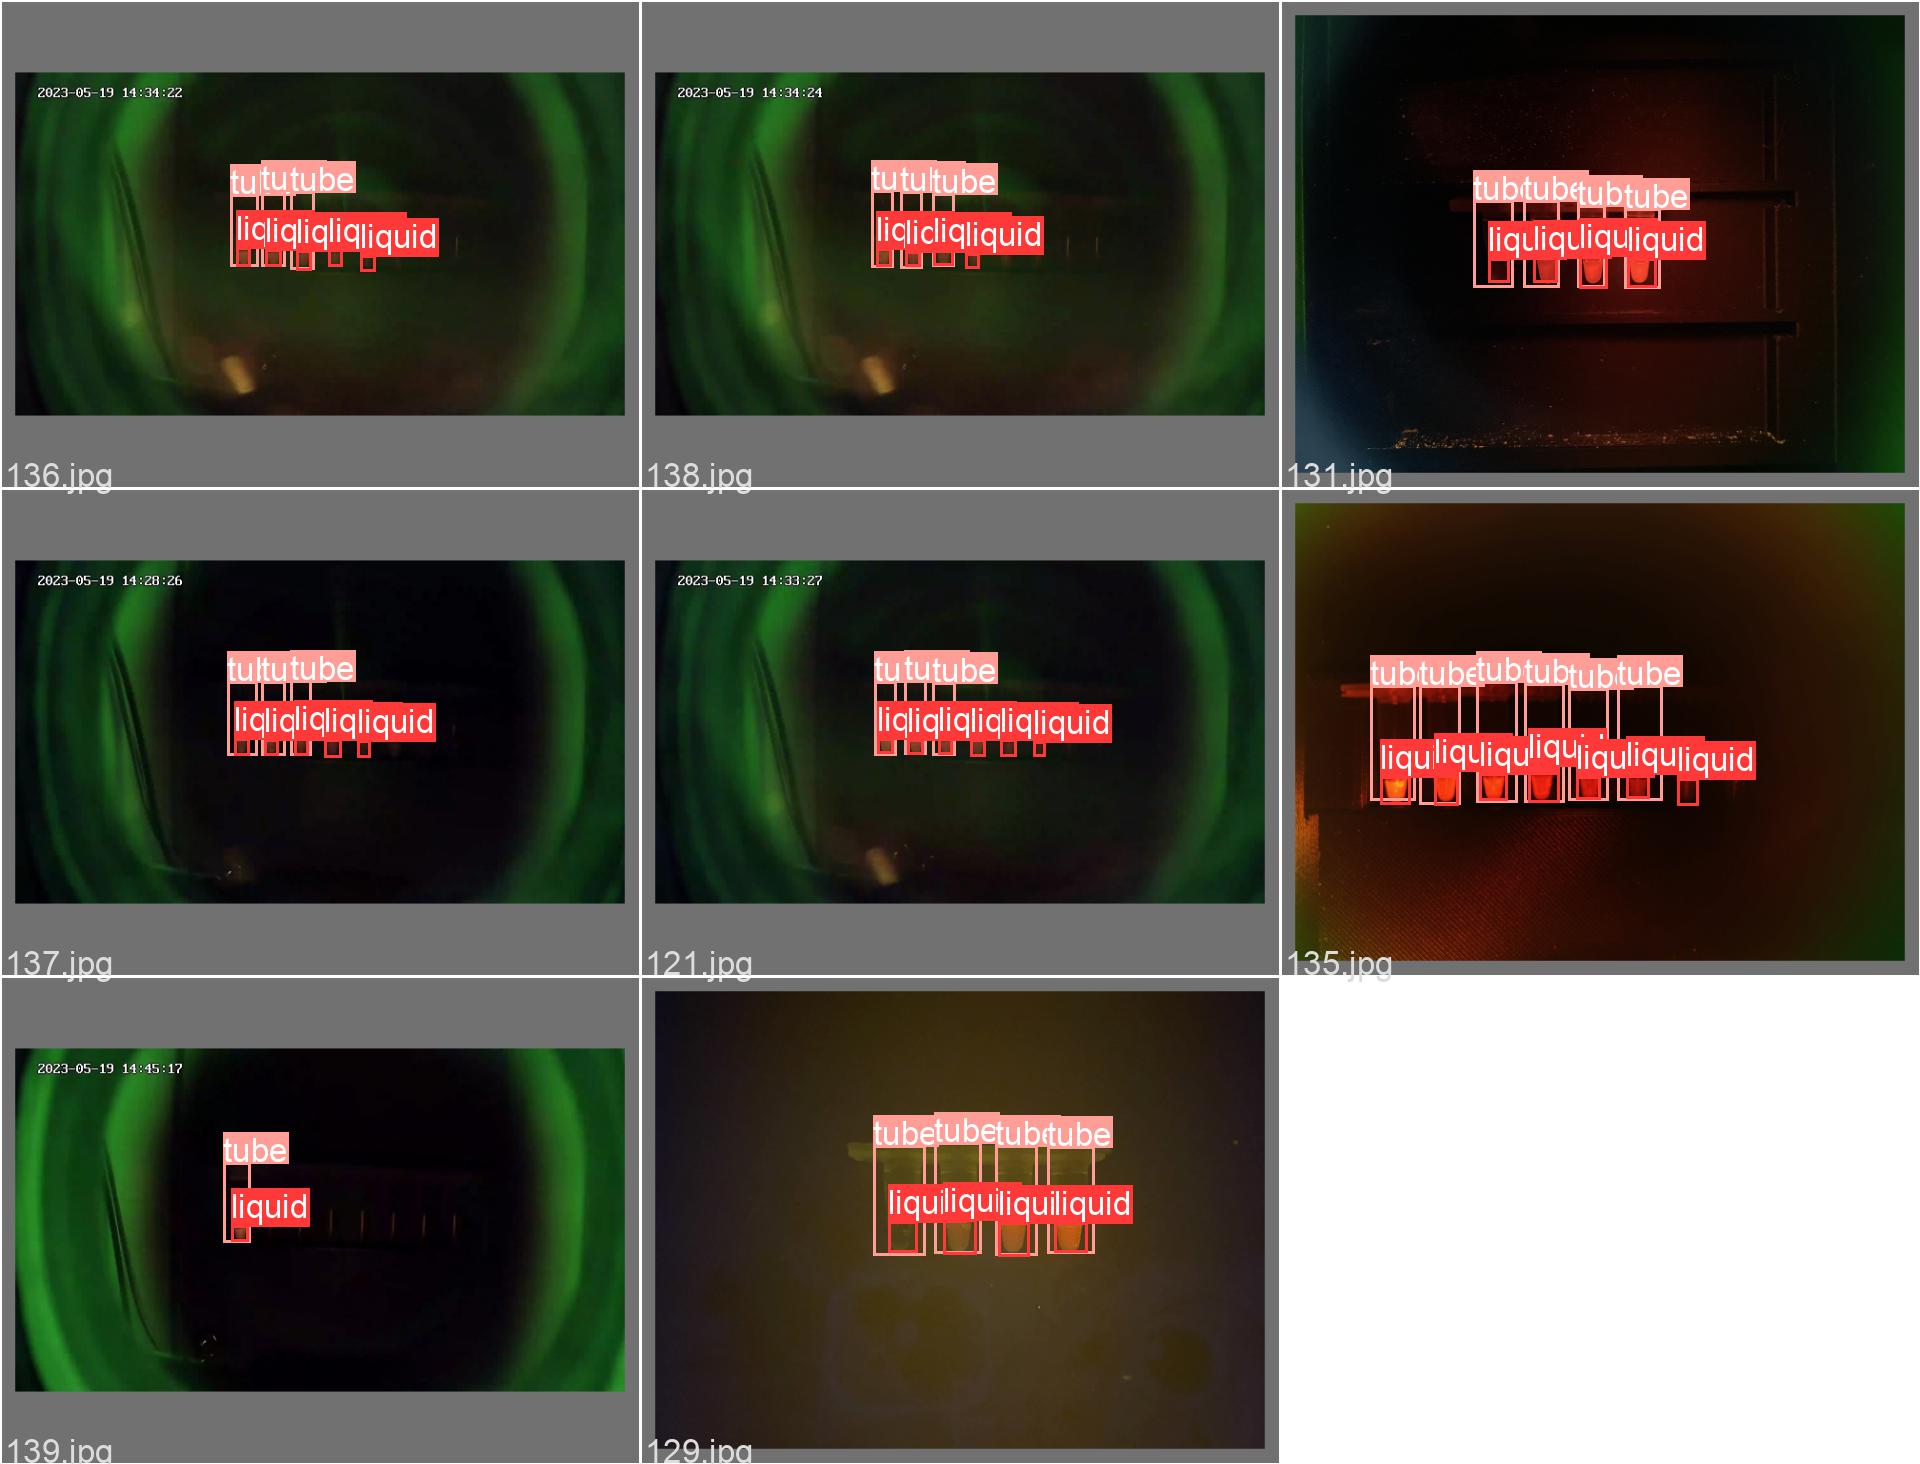 2023-05-19 14:34:22
tu tu tube
liq liq liq liq liquid
136.jpg
2023-05-19 14:34:24
tu tul tube
liq lic liq liquid
138.jpg
tube tube tub tube
liqu liqu liqu liquid
131.jpg
2023-05-19 14:28:26
tul tu tube
liq liq liq liq liquid
137.jpg
2023-05-19 14:33:27
tu tu tube
liq liq liq liq liq liquid
121.jpg
tube tube tub tub tub tube
liqui liqu liqu liqu liqu liqu liquid
135.jpg
2023-05-19 14:45:17
tube
liquid
139.jpg
tube tube tube tube
liqui liqui liqui liquid
129.jpg